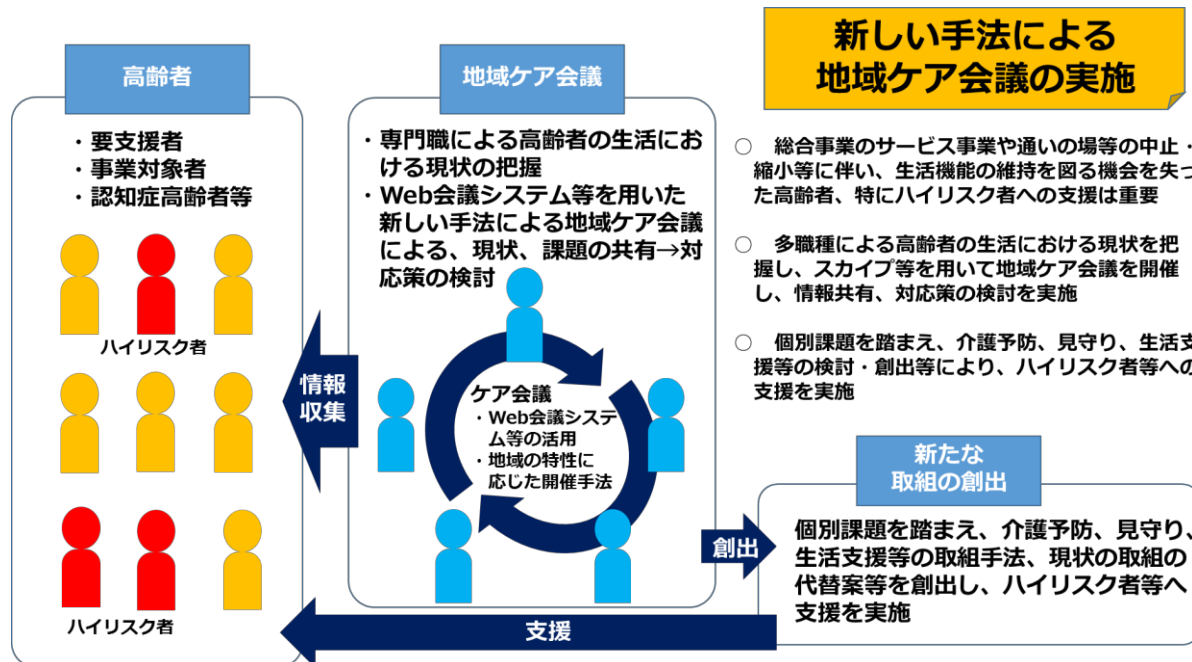 高齢者
・要支援者
・事業対象者
・認知症高齢者等
ハイリスク者
ハイリスク者
情報
収集
地域ケア会議
・専門職による高齢者の生活にお
ける現状の把握
・Web会議システム等を用いた
新しい手法による地域ケア会議
による、現状、課題の共有→対
応策の検討
ケア会議
・Web会議システ
ム等の活用
・地域の特性に
応じた開催手法
創出
支援
新しい手法による
地域ケア会議の実施
○　総合事業のサービス事業や通いの場等の中止・
縮小等に伴い、生活機能の維持を図る機会を失っ
た高齢者、特にハイリスク者への支援は重要
○　多職種による高齢者の生活における現状を把
握し、スカイプ等を用いて地域ケア会議を開催
し、情報共有、対応策の検討を実施
○　個別課題を踏まえ、介護予防、見守り、生活支
援等の検討・創出等により、ハイリスク者等への
支援を実施
新たな
取組の創出
個別課題を踏まえ、介護予防、見守り、
生活支援等の取組手法、現状の取組の
代替案等を創出し、ハイリスク者等へ
支援を実施